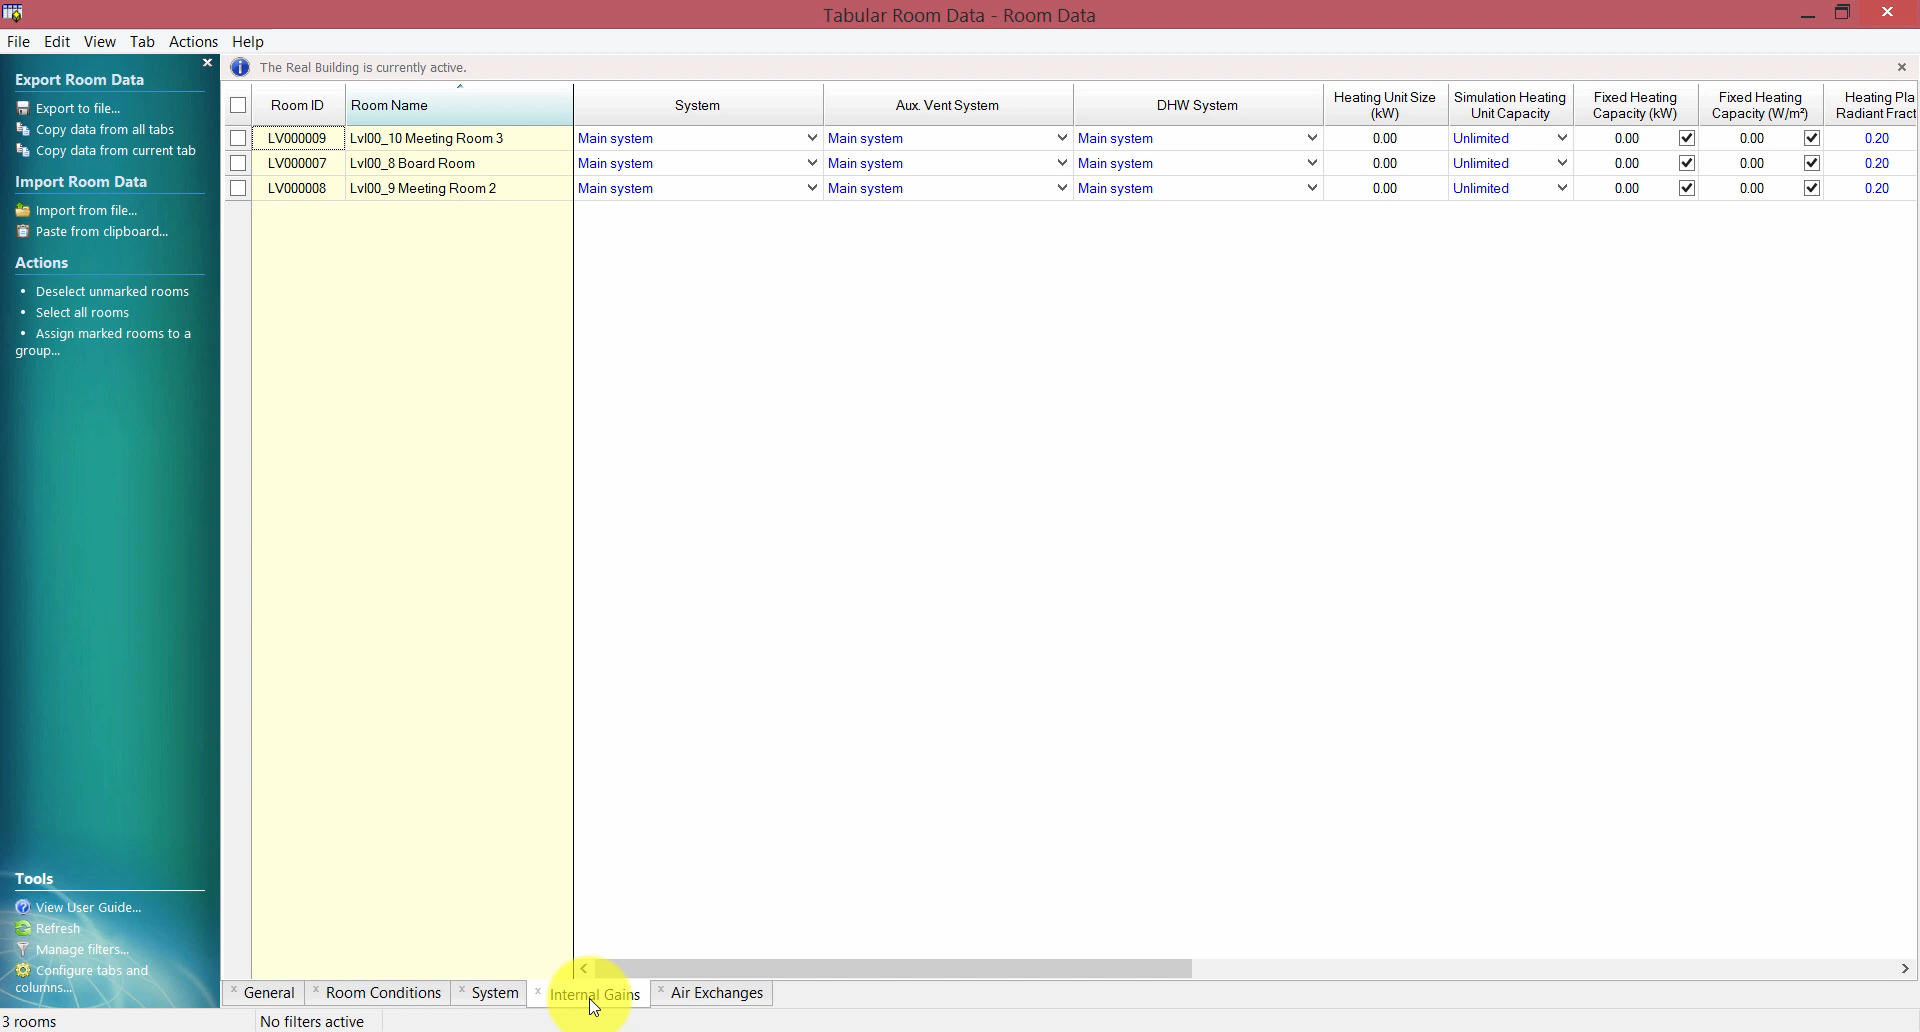 Tabular Room Data - Room Data
File Edit View Tab Actions Help
Export Room Data
Export to file...
Copy data from all tabs
Copy data from current tab
Import Room Data
Import from file...
Paste from clipboard...
Actions
• Deselect unmarked rooms
• Select all rooms
• Assign marked rooms to a
group...
Tools
View User Guide...
Refresh
Manage filters...
Configure tabs and
columns...
The Real Building is currently active.
Room ID Room Name System Aux. Vent System DHW System Heating Unit Size (kW) Simulation Heating Unit Capacity Fixed Heating Capacity (kW) Fixed Heating Capacity (W/m²) Heating Pla Radiant Fract
LV000009 Lvl00_10 Meeting Room 3 Main system Main system Main system 0.00 Unlimited 0.00 0.00 0.20
LV000007 Lvl00_8 Board Room Main system Main system Main system 0.00 Unlimited 0.00 0.00 0.20
LV000008 Lvl00_9 Meeting Room 2 Main system Main system Main system 0.00 Unlimited 0.00 0.00 0.20
General Room Conditions System Internal Gains Air Exchanges
3 rooms No filters active